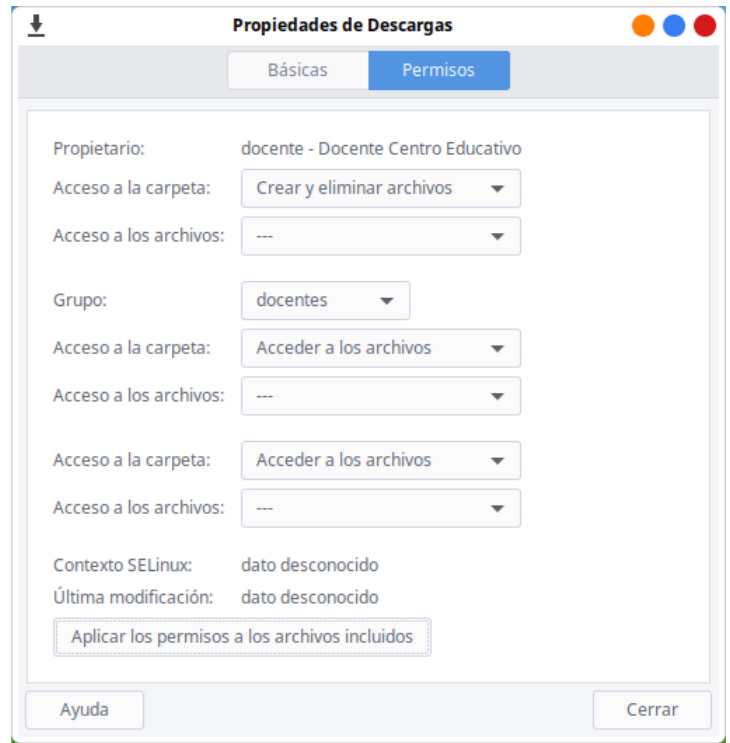 Propiedades de Descargas
Básicas Permisos
Propietario: docente - Docente Centro Educativo
Acceso a la carpeta: Crear y eliminar archivos
Acceso a los archivos: ---
Grupo: docentes
Acceso a la carpeta: Acceder a los archivos
Acceso a los archivos: ---
Acceso a la carpeta: Acceder a los archivos
Acceso a los archivos: ---
Contexto SELinux: dato desconocido
Última modificación: dato desconocido
Aplicar los permisos a los archivos incluidos
Ayuda Cerrar